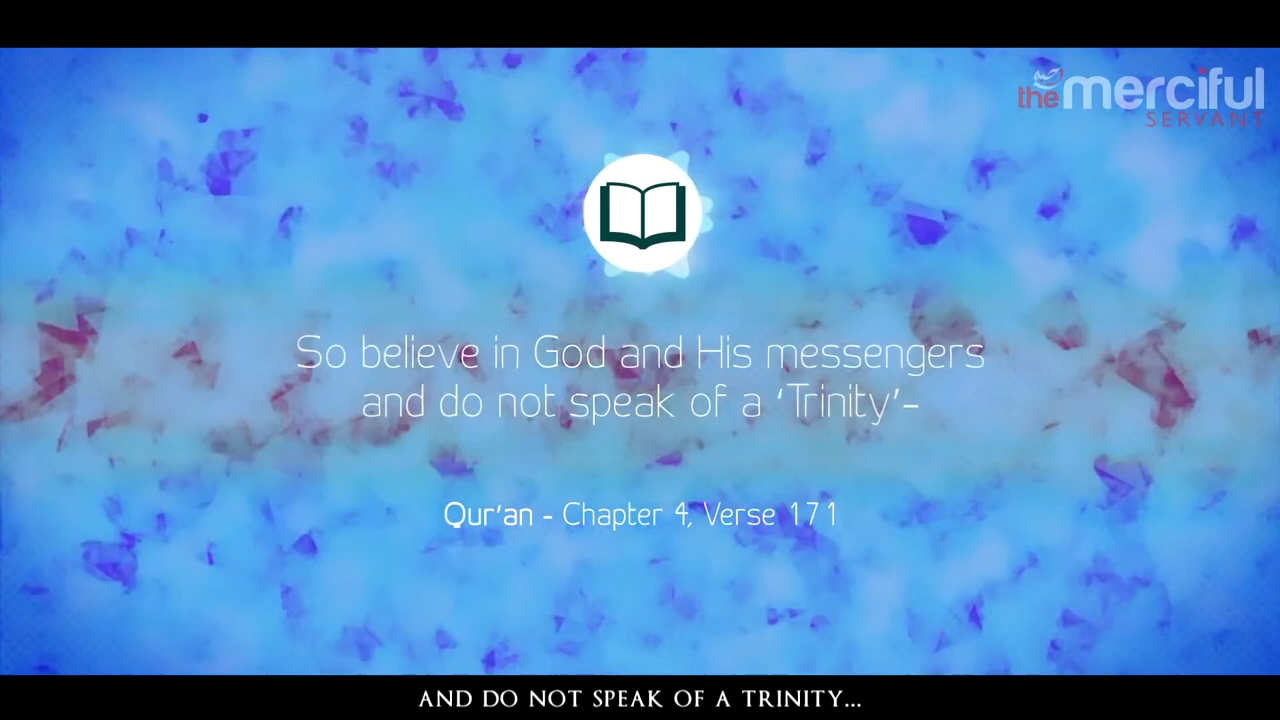 the merciful
SERVANT
So believe in God and His messengers
and do not speak of a ‘Trinity’-
Qur’an - Chapter 4, Verse 171
AND DO NOT SPEAK OF A TRINITY...